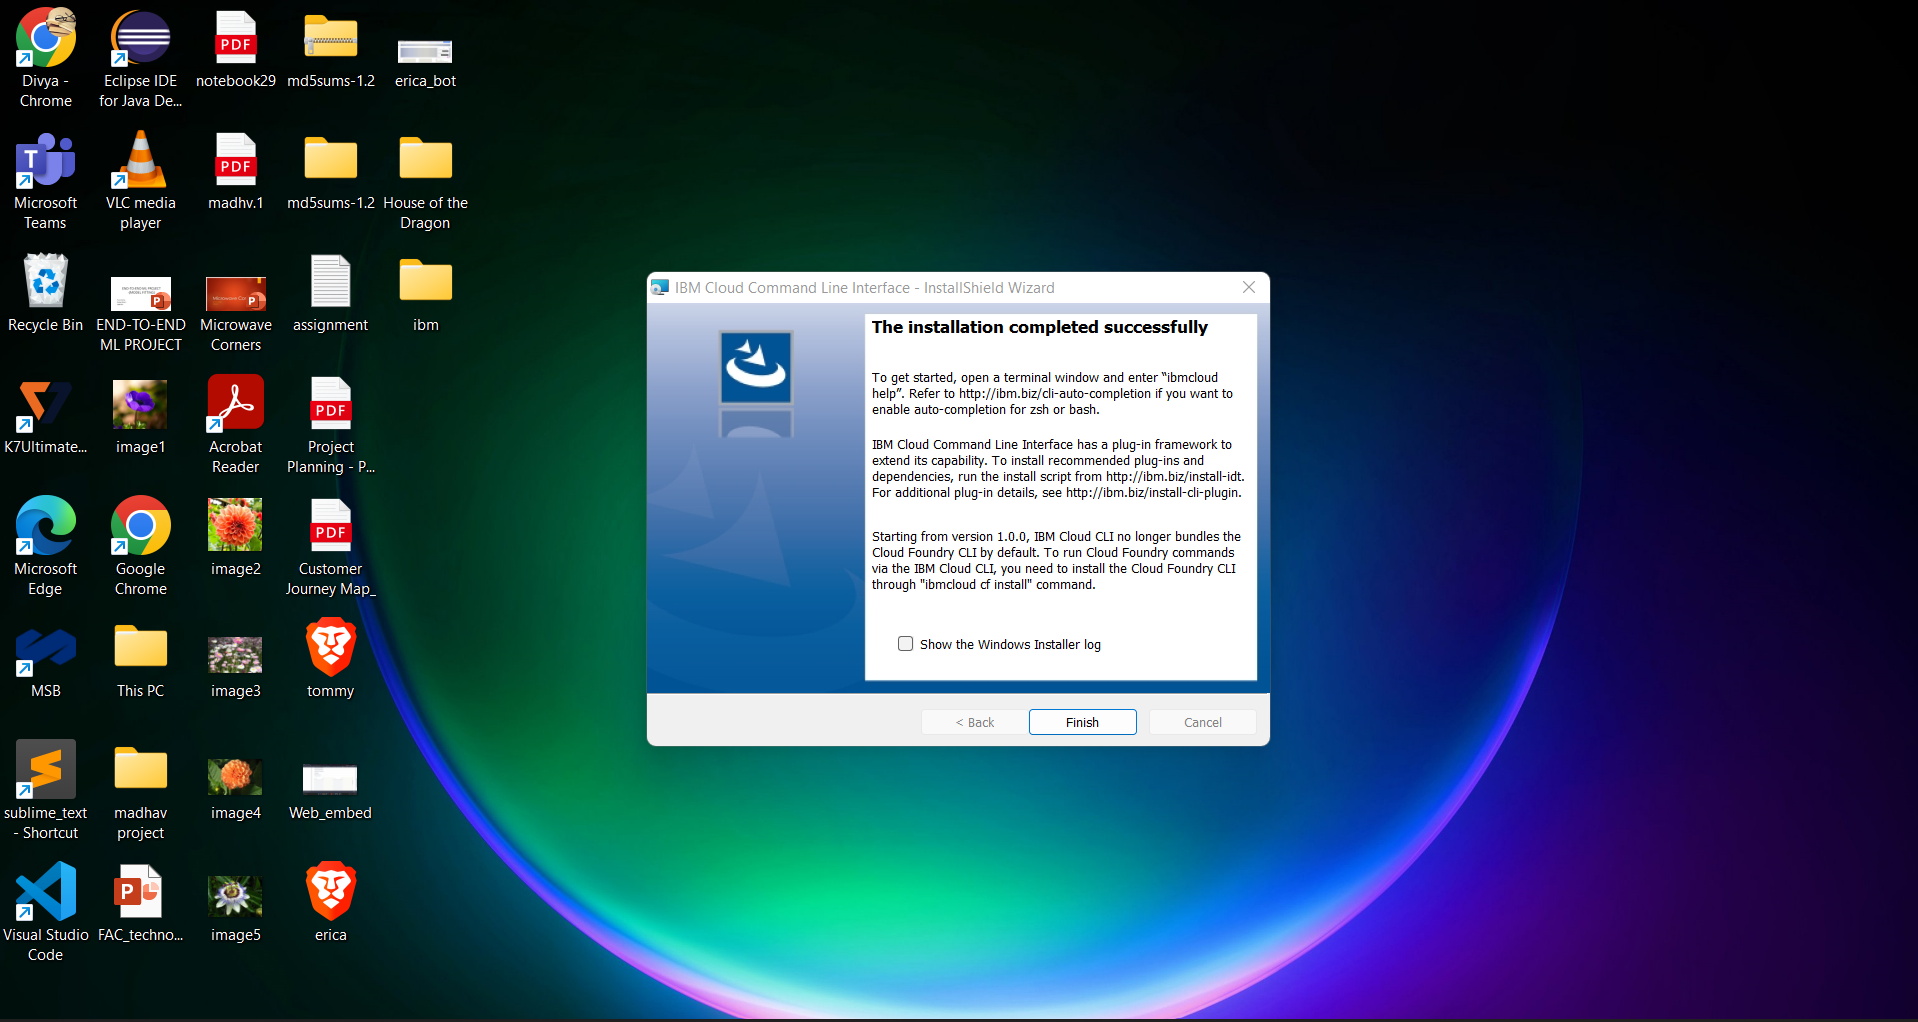 Divya -
Chrome
Eclipse IDE
for Java De...
PDF
notebook29
md5sums-1.2
erica_bot
T
Microsoft
Teams
VLC media
player
PDF
madhv.1
md5sums-1.2
House of the
Dragon
Recycle Bin
P
END-TO-END
ML PROJECT
P
Microwave
Corners
assignment
ibm
K7Ultimate...
image1
Acrobat
Reader
PDF
Project
Planning - P...
Microsoft
Edge
Google
Chrome
image2
PDF
Customer
Journey Map_
MSB
This PC
image3
tommy
sublime_text
- Shortcut
madhav
project
image4
Web_embed
Visual Studio
Code
P
FAC_techno...
image5
erica
IBM Cloud Command Line Interface - InstallShield Wizard
The installation completed successfully
To get started, open a terminal window and enter “ibmcloud
help”. Refer to http://ibm.biz/cli-auto-completion if you want to
enable auto-completion for zsh or bash.
IBM Cloud Command Line Interface has a plug-in framework to
extend its capability. To install recommended plug-ins and
dependencies, run the install script from http://ibm.biz/install-idt.
For additional plug-in details, see http://ibm.biz/install-cli-plugin.
Starting from version 1.0.0, IBM Cloud CLI no longer bundles the
Cloud Foundry CLI by default. To run Cloud Foundry commands
via the IBM Cloud CLI, you need to install the Cloud Foundry CLI
through "ibmcloud cf install" command.
Show the Windows Installer log
< Back
Finish
Cancel